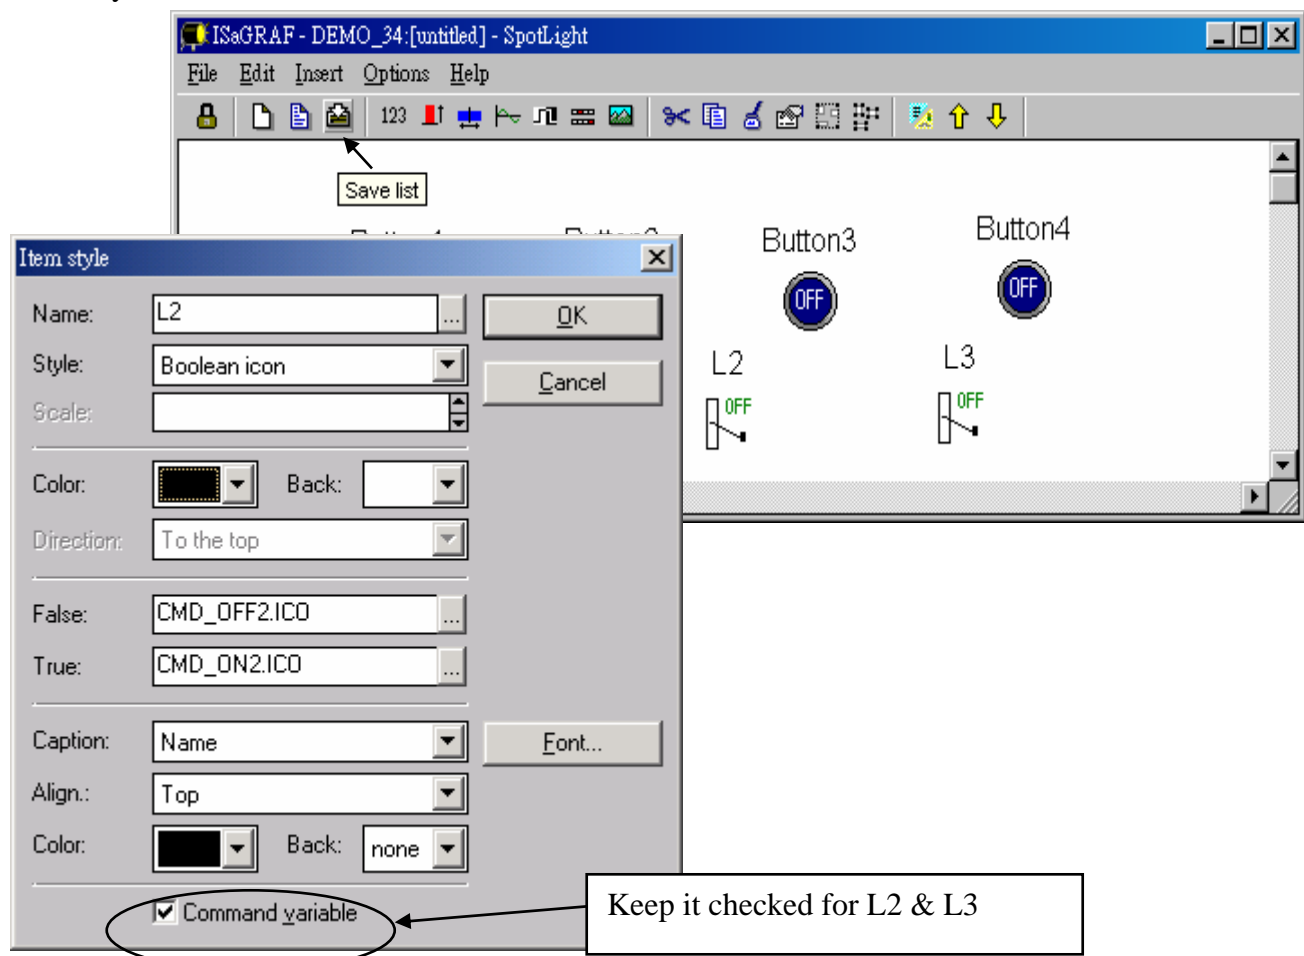 ISaGRAF - DEMO_34:[untitled] - SpotLight
File Edit Insert Options Help
123
Save list
Button3
Button4
OFF
OFF
L2
L3
OFF
OFF
Item style
Name: L2 ... OK
Style: Boolean icon
Cancel
Scale:
Color: Back:
Direction: To the top
False: CMD_OFF2.ICO ...
True: CMD_ON2.ICO ...
Caption: Name Font...
Align.: Top
Color: Back: none
Command variable
Keep it checked for L2 & L3